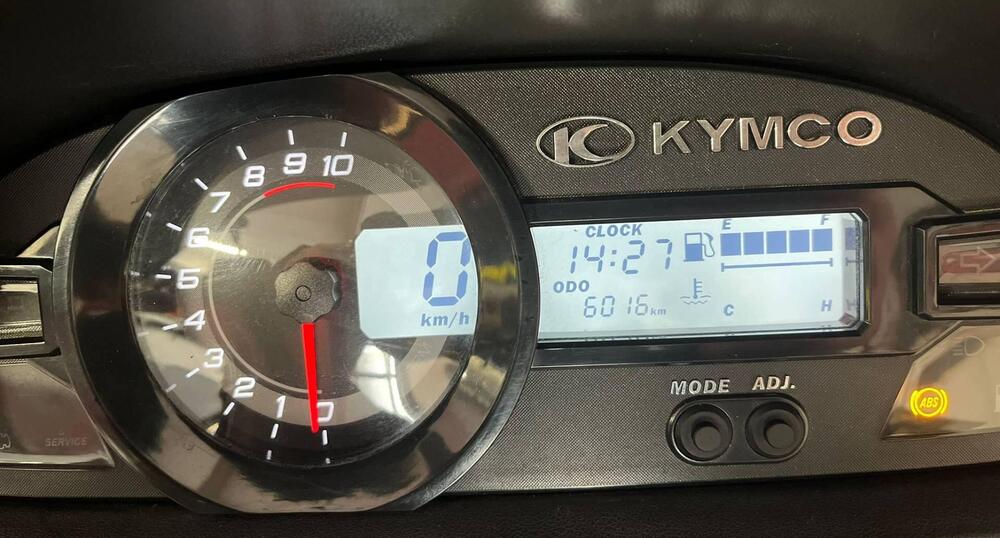 KYMCO
10
9
8
7
6
5
4
3
2
1
0
0
km/h
CLOCK
14:27
E F
ODO
6016 km
C H
MODE ADJ.
ABS
SERVICE